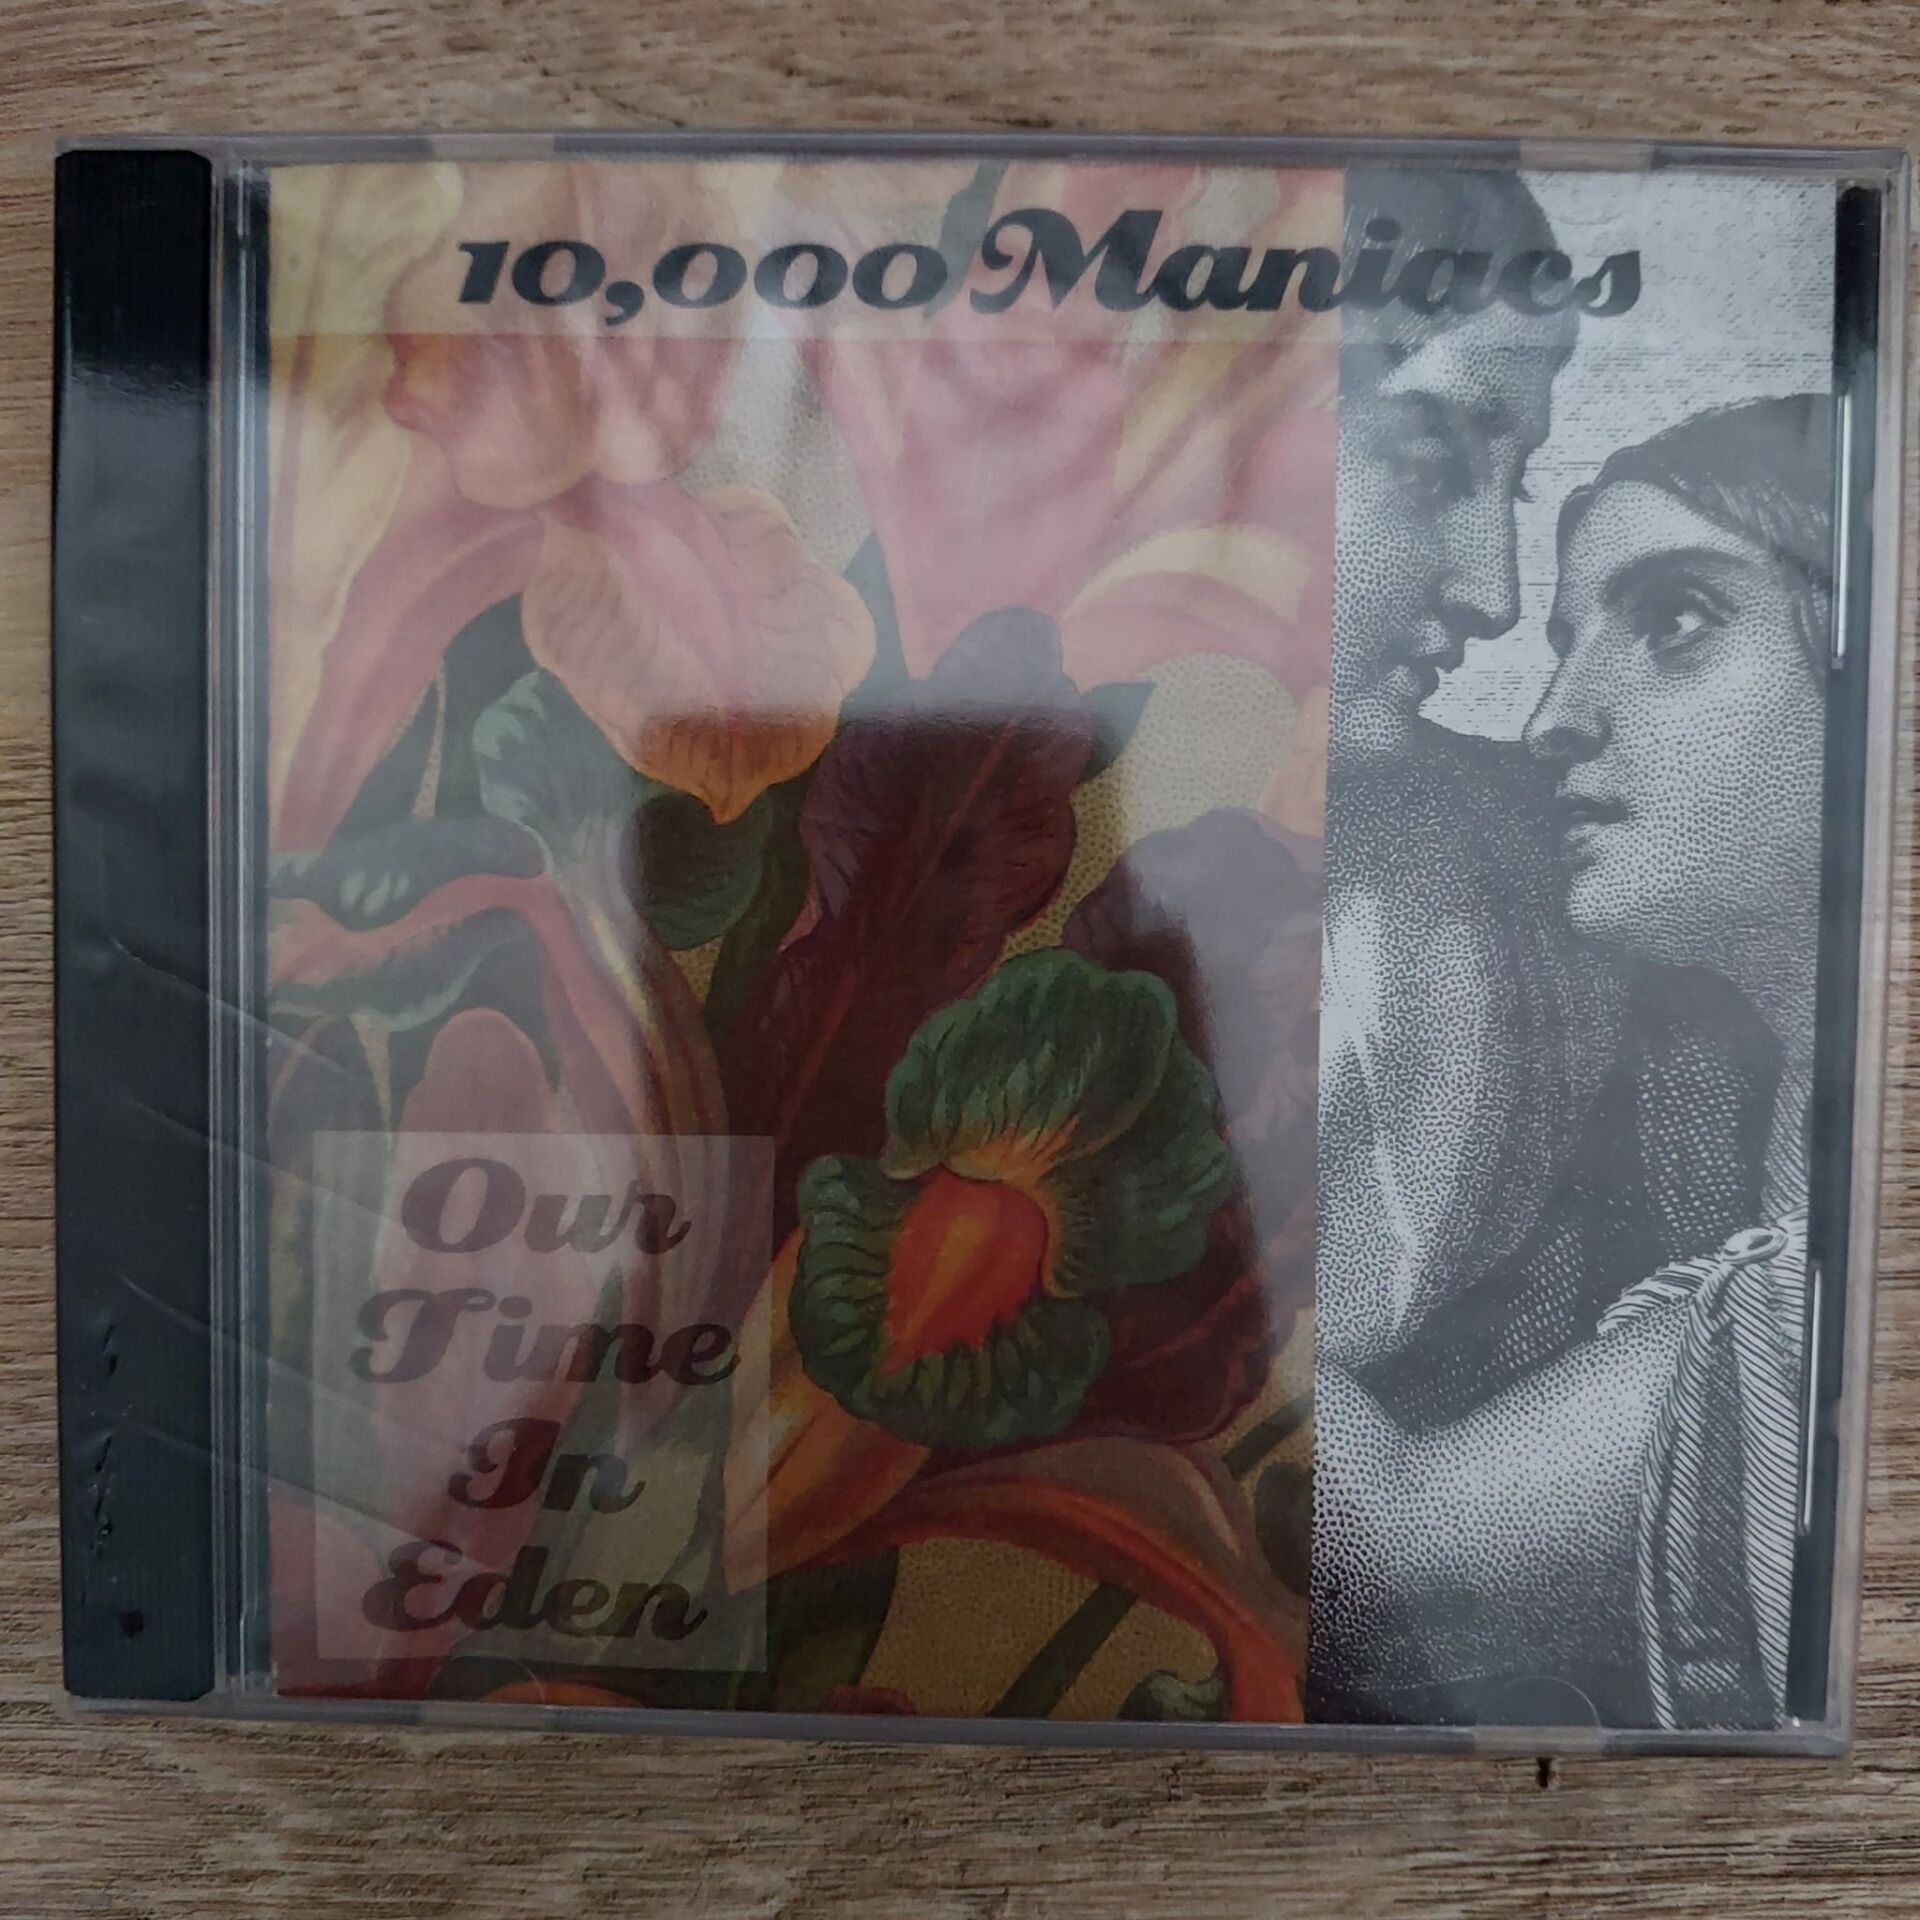 10,000 Maniacs
Our
Time
In
Eden